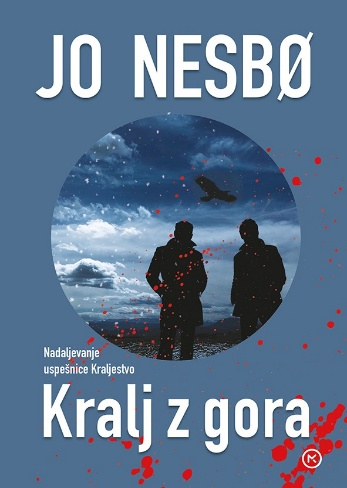 JO NESBØ
Nadaljevanje
uspešnice Kraljestvo
Kralj z gora